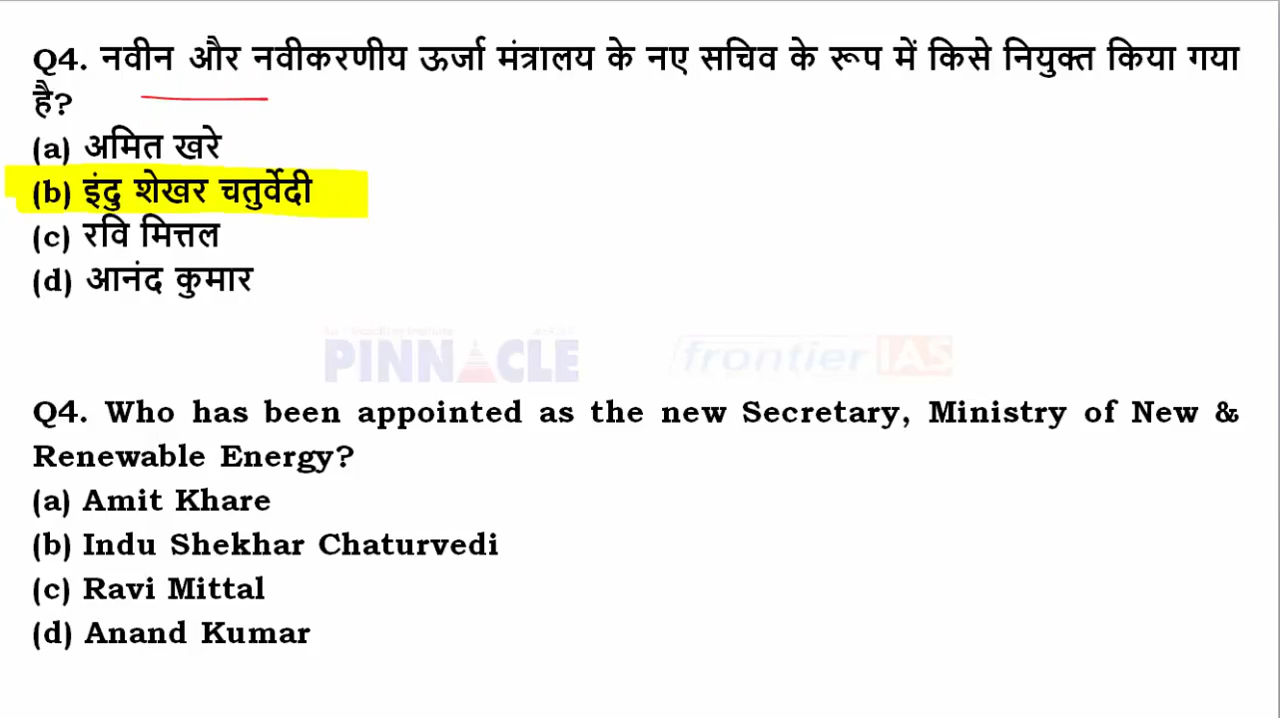 Q4. नवीन और नवीकरणीय ऊर्जा मंत्रालय के नए सचिव के रूप में किसे नियुक्त किया गया
है?
(a) अमित खरे
(b) इंदु शेखर चतुर्वेदी
(c) रवि मित्तल
(d) आनंद कुमार
PINNACLE frontier IAS
Q4. Who has been appointed as the new Secretary, Ministry of New &
Renewable Energy?
(a) Amit Khare
(b) Indu Shekhar Chaturvedi
(c) Ravi Mittal
(d) Anand Kumar